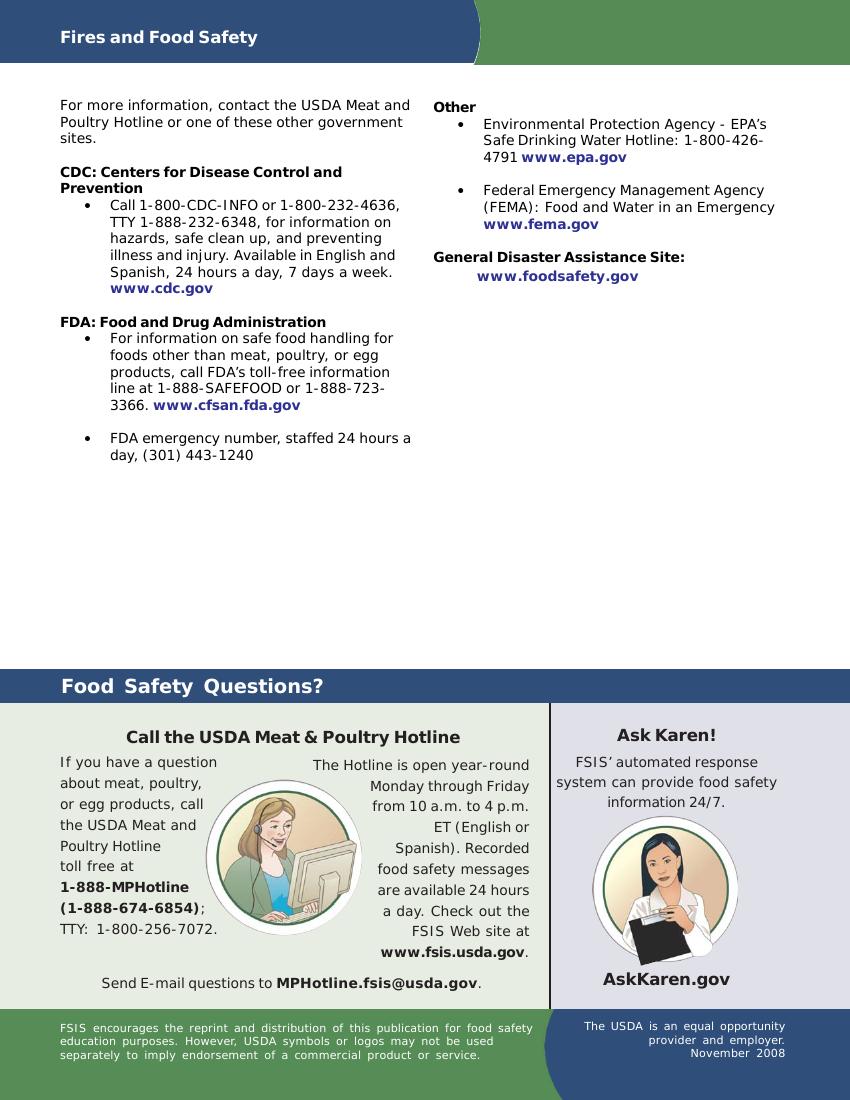 Fires and Food Safety
For more information, contact the USDA Meat and
Poultry Hotline or one of these other government
sites.
CDC: Centers for Disease Control and
Prevention
• Call 1-800-CDC-INFO or 1-800-232-4636,
TTY 1-888-232-6348, for information on
hazards, safe clean up, and preventing
illness and injury. Available in English and
Spanish, 24 hours a day, 7 days a week.
www.cdc.gov
FDA: Food and Drug Administration
• For information on safe food handling for
foods other than meat, poultry, or egg
products, call FDA’s toll-free information
line at 1-888-SAFEFOOD or 1-888-723-
3366. www.cfsan.fda.gov
• FDA emergency number, staffed 24 hours a
day, (301) 443-1240
Other
• Environmental Protection Agency - EPA’s
Safe Drinking Water Hotline: 1-800-426-
4791 www.epa.gov
• Federal Emergency Management Agency
(FEMA): Food and Water in an Emergency
www.fema.gov
General Disaster Assistance Site:
www.foodsafety.gov
Food Safety Questions?
Call the USDA Meat & Poultry Hotline
If you have a question
about meat, poultry,
or egg products, call
the USDA Meat and
Poultry Hotline
toll free at
1-888-MPHotline
(1-888-674-6854);
TTY: 1-800-256-7072.
The Hotline is open year-round
Monday through Friday
from 10 a.m. to 4 p.m.
ET (English or
Spanish). Recorded
food safety messages
are available 24 hours
a day. Check out the
FSIS Web site at
www.fsis.usda.gov.
Send E-mail questions to MPHotline.fsis@usda.gov.
Ask Karen!
FSIS’ automated response
system can provide food safety
information 24/7.
AskKaren.gov
FSIS encourages the reprint and distribution of this publication for food safety
education purposes. However, USDA symbols or logos may not be used
separately to imply endorsement of a commercial product or service.
The USDA is an equal opportunity
provider and employer.
November 2008